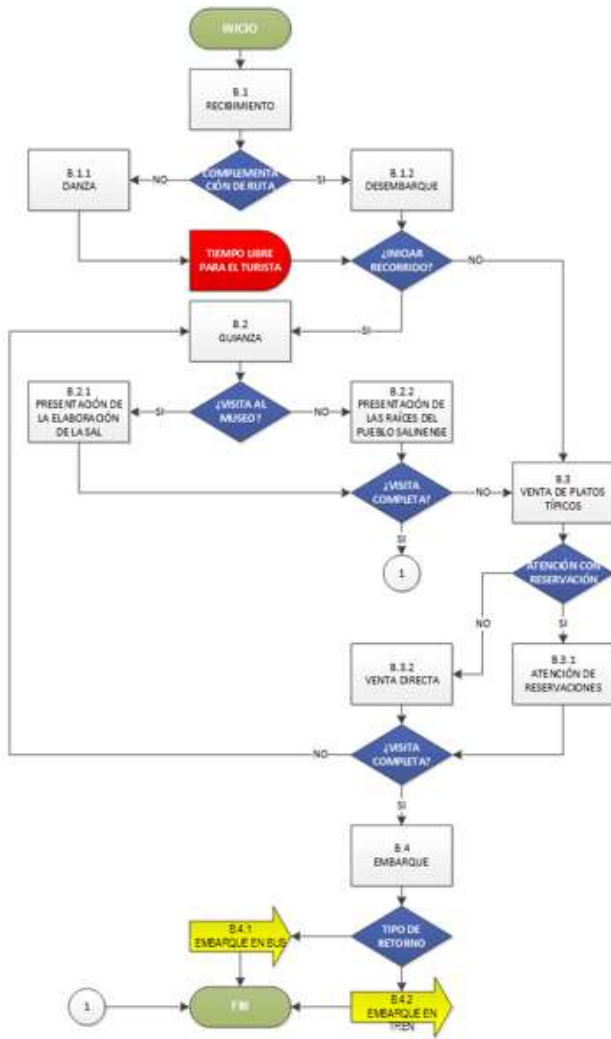 INICIO
B.1
RECIBIMIENTO
B.1.1
DANZA
NO
COMPLEMENTA
CIÓN DE RUTA
SI
B.1.2
DESEMBARQUE
TIEMPO LIBRE
PARA EL TURISTA
¿INICIAR
RECORRIDO?
NO
SI
B.2
GUIANZA
B.2.1
PRESENTACIÓN DE
LA ELABORACIÓN
DE LA SAL
SI
¿VISITA AL
MUSEO?
NO
B.2.2
PRESENTACIÓN DE
LAS RAÍCES DEL
PUEBLO SALINENSE
¿VISITA
COMPLETA?
NO
B.3
VENTA DE PLATOS
TÍPICOS
SI
1
ATENCIÓN CON
RESERVACIÓN
NO
SI
B.3.2
VENTA DIRECTA
B.3.1
ATENCIÓN DE
RESERVACIONES
NO
¿VISITA
COMPLETA?
SI
B.4
EMBARQUE
B.4.1
EMBARQUE EN BUS
TIPO DE
RETORNO
1
FIN
B.4.2
EMBARQUE EN
TREN